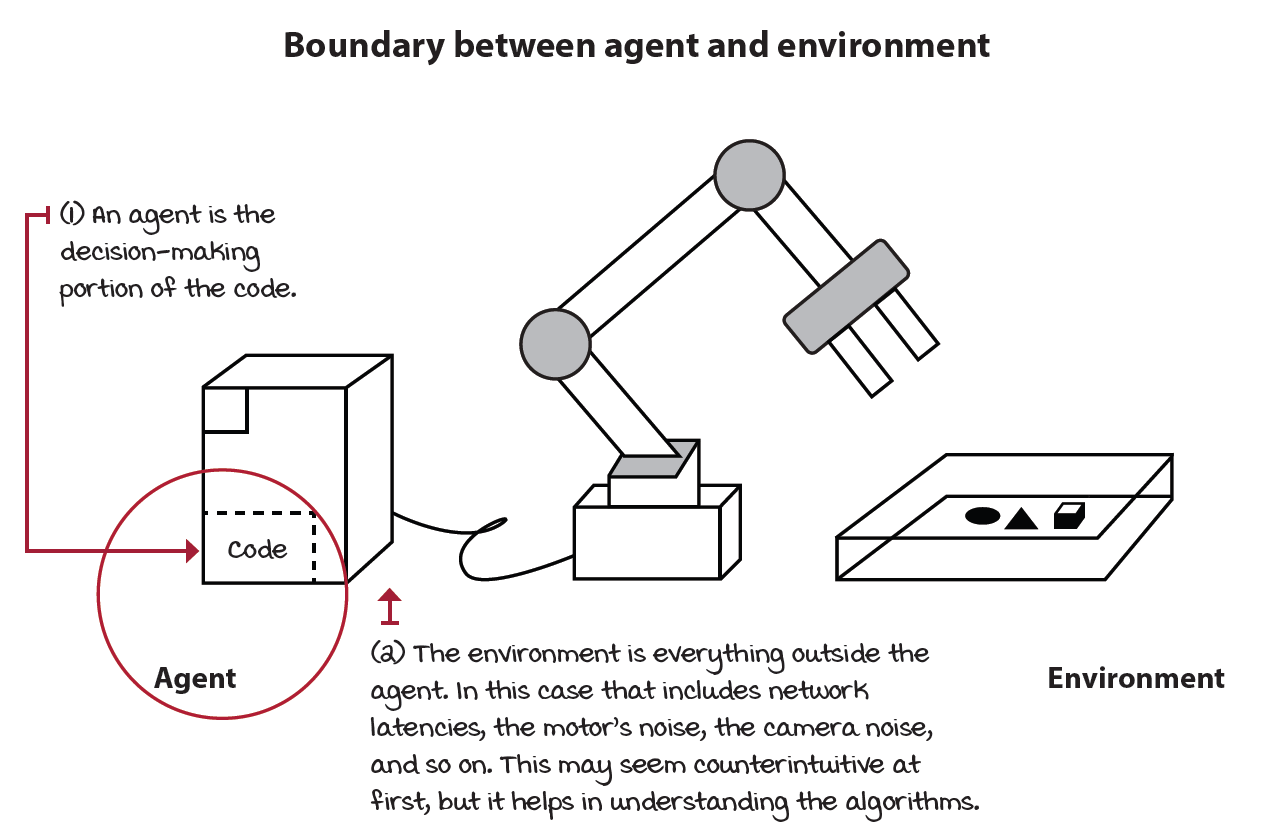 Boundary between agent and environment
(1) An agent is the
decision-making
portion of the code.
Code
Agent
(2) The environment is everything outside the
agent. In this case that includes network
latencies, the motor's noise, the camera noise,
and so on. This may seem counterintuitive at
first, but it helps in understanding the algorithms.
Environment